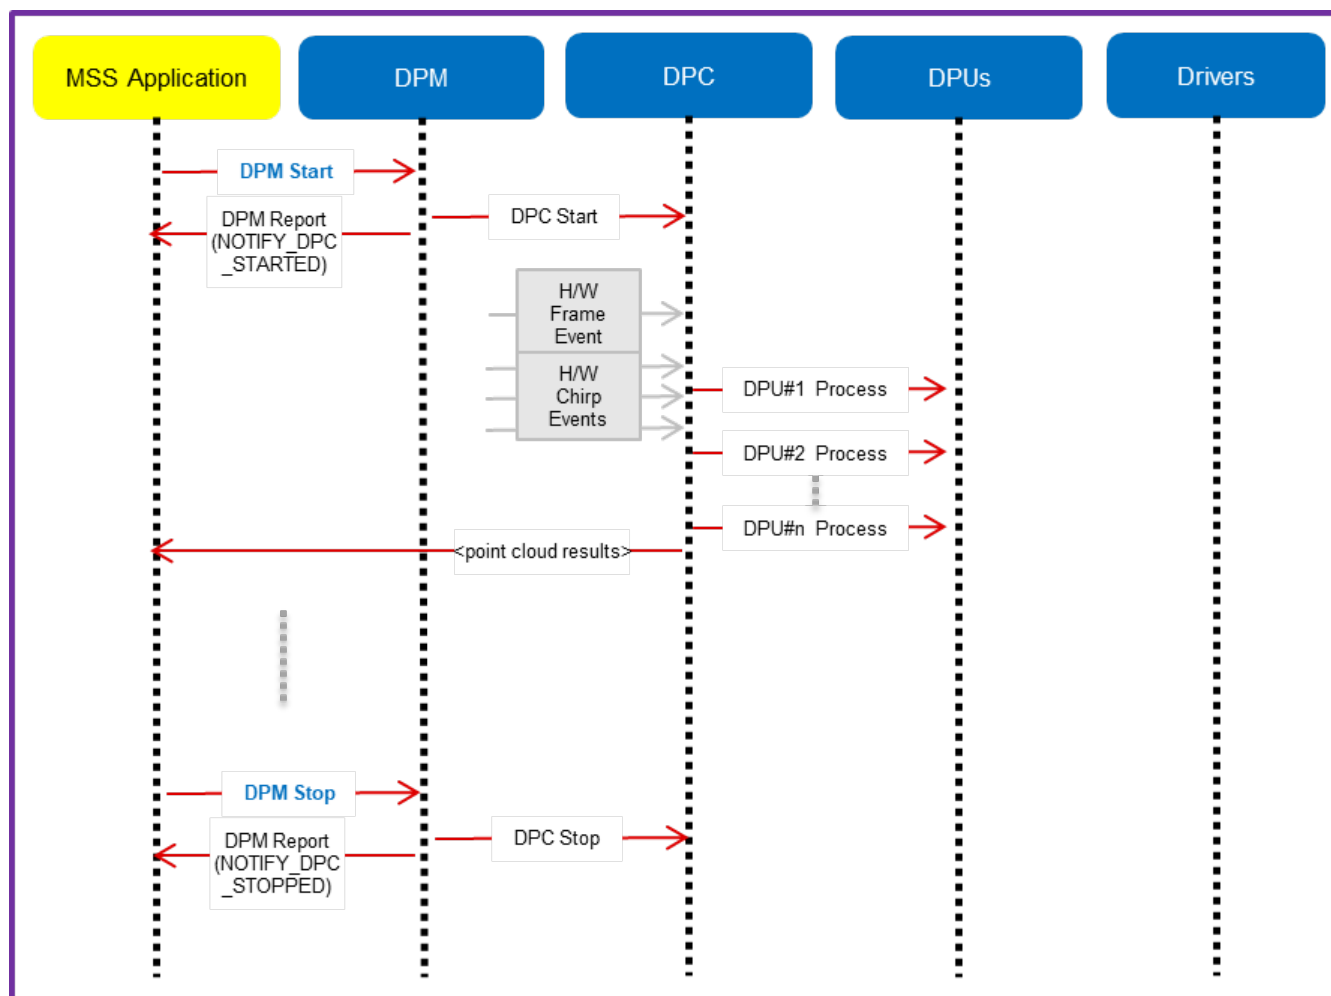 MSS Application
DPM
DPC
DPUs
Drivers
DPM Start
DPM Report
(NOTIFY_DPC
_STARTED)
DPC Start
H/W
Frame
Event
H/W
Chirp
Events
DPU#1 Process
DPU#2 Process
DPU#n Process
<point cloud results>
DPM Stop
DPM Report
(NOTIFY_DPC
_STOPPED)
DPC Stop